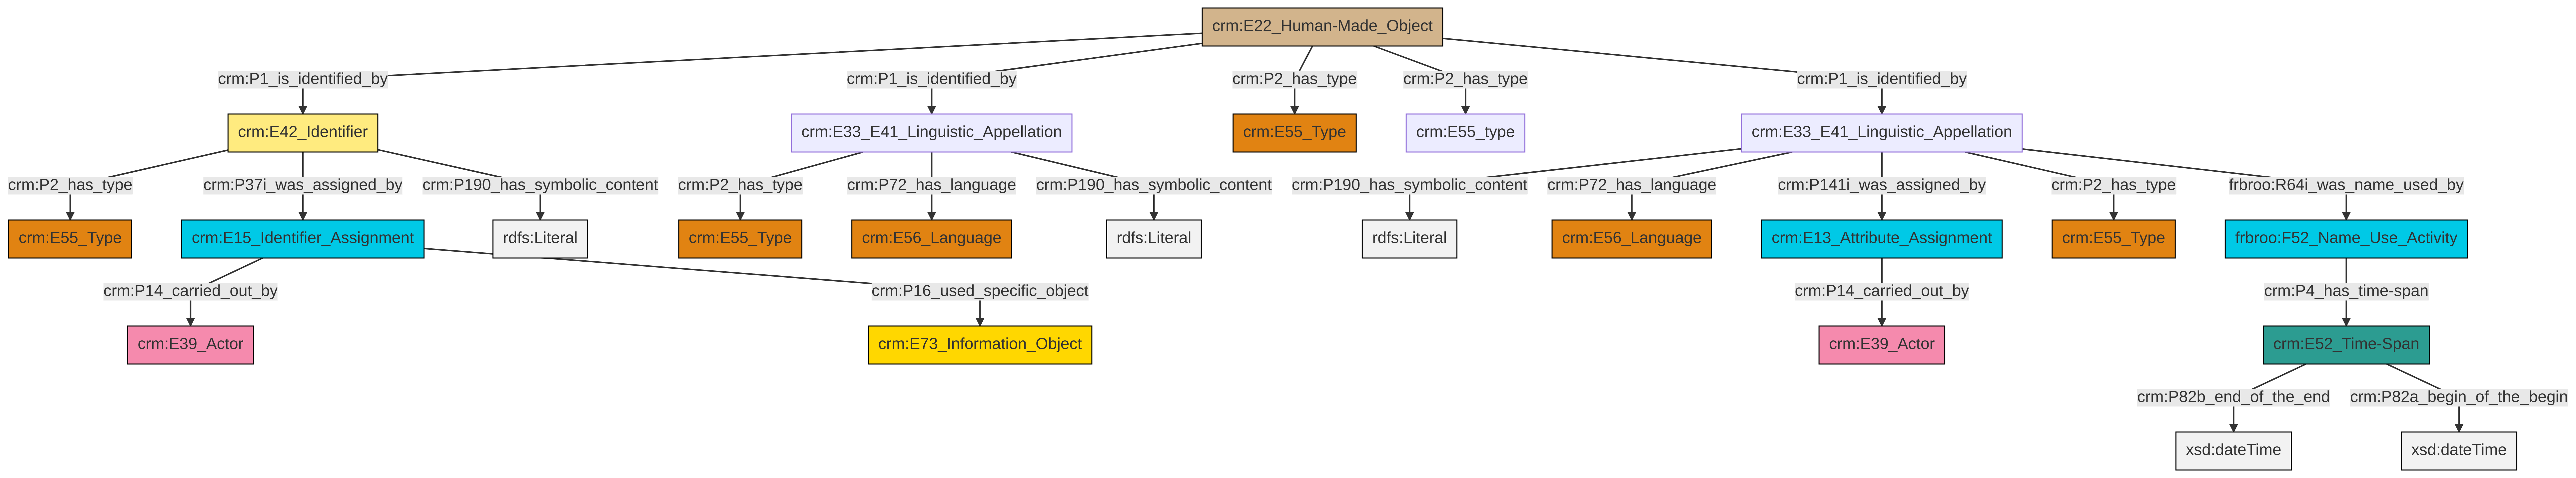 crm:E22_Human-Made_Object
crm:P1_is_identified_by
crm:P1_is_identified_by
crm:P2_has_type
crm:P2_has_type
crm:P1_is_identified_by
crm:E42_Identifier
crm:E33_E41_Linguistic_Appellation
crm:E55_Type
crm:E55_type
crm:E33_E41_Linguistic_Appellation
crm:P2_has_type
crm:P37i_was_assigned_by
crm:P190_has_symbolic_content
crm:P2_has_type
crm:P72_has_language
crm:P190_has_symbolic_content
crm:P190_has_symbolic_content
crm:P72_has_language
crm:P141i_was_assigned_by
crm:P2_has_type
frbroo:R64i_was_name_used_by
crm:E55_Type
crm:E15_Identifier_Assignment
rdfs:Literal
crm:E55_Type
crm:E56_Language
rdfs:Literal
rdfs:Literal
crm:E56_Language
crm:E13_Attribute_Assignment
crm:E55_Type
frbroo:F52_Name_Use_Activity
crm:P14_carried_out_by
crm:P16_used_specific_object
crm:P14_carried_out_by
crm:P4_has_time-span
crm:E39_Actor
crm:E73_Information_Object
crm:E39_Actor
crm:E52_Time-Span
crm:P82b_end_of_the_end
crm:P82a_begin_of_the_begin
xsd:dateTime
xsd:dateTime